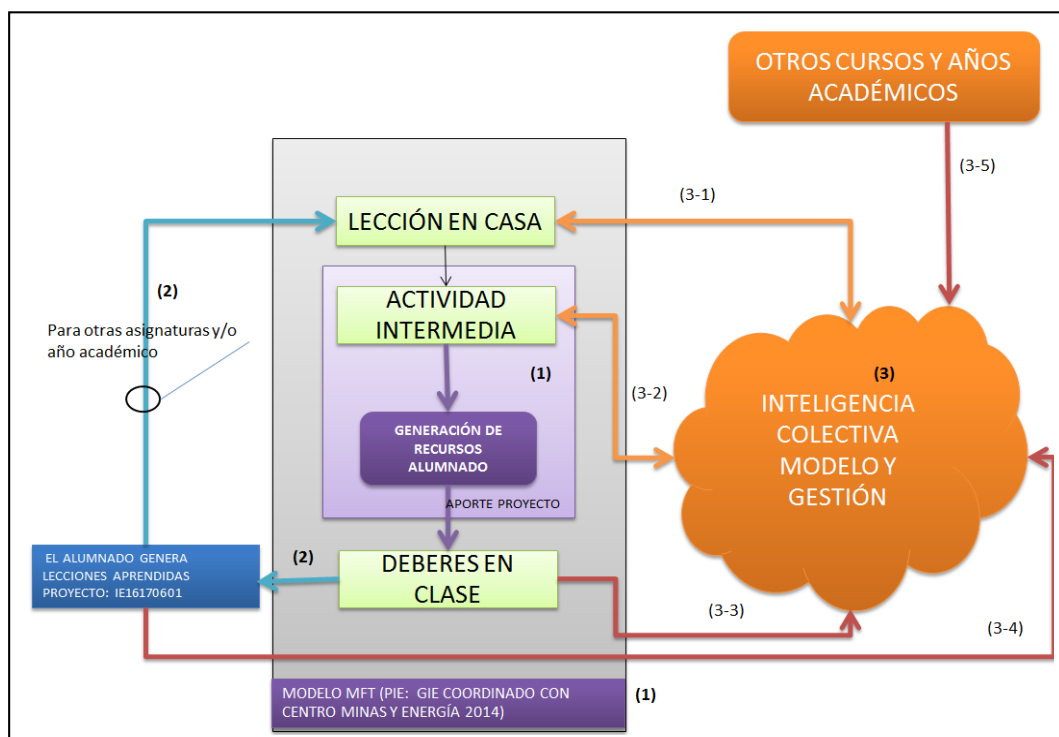 OTROS CURSOS Y AÑOS
ACADÉMICOS
(3-5)
(3-1)
LECCIÓN EN CASA
(2)
Para otras asignaturas y/o
año académico
ACTIVIDAD
INTERMEDIA
(1)
(3-2)
(3)
INTELIGENCIA
COLECTIVA
MODELO Y
GESTIÓN
GENERACIÓN DE
RECURSOS
ALUMNADO
APORTE PROYECTO
EL ALUMNADO GENERA
LECCIONES APRENDIDAS
PROYECTO: IE16170601
(2)
DEBERES EN
CLASE
(3-3)
(3-4)
MODELO MFT (PIE: GIE COORDINADO CON
CENTRO MINAS Y ENERGÍA 2014)
(1)